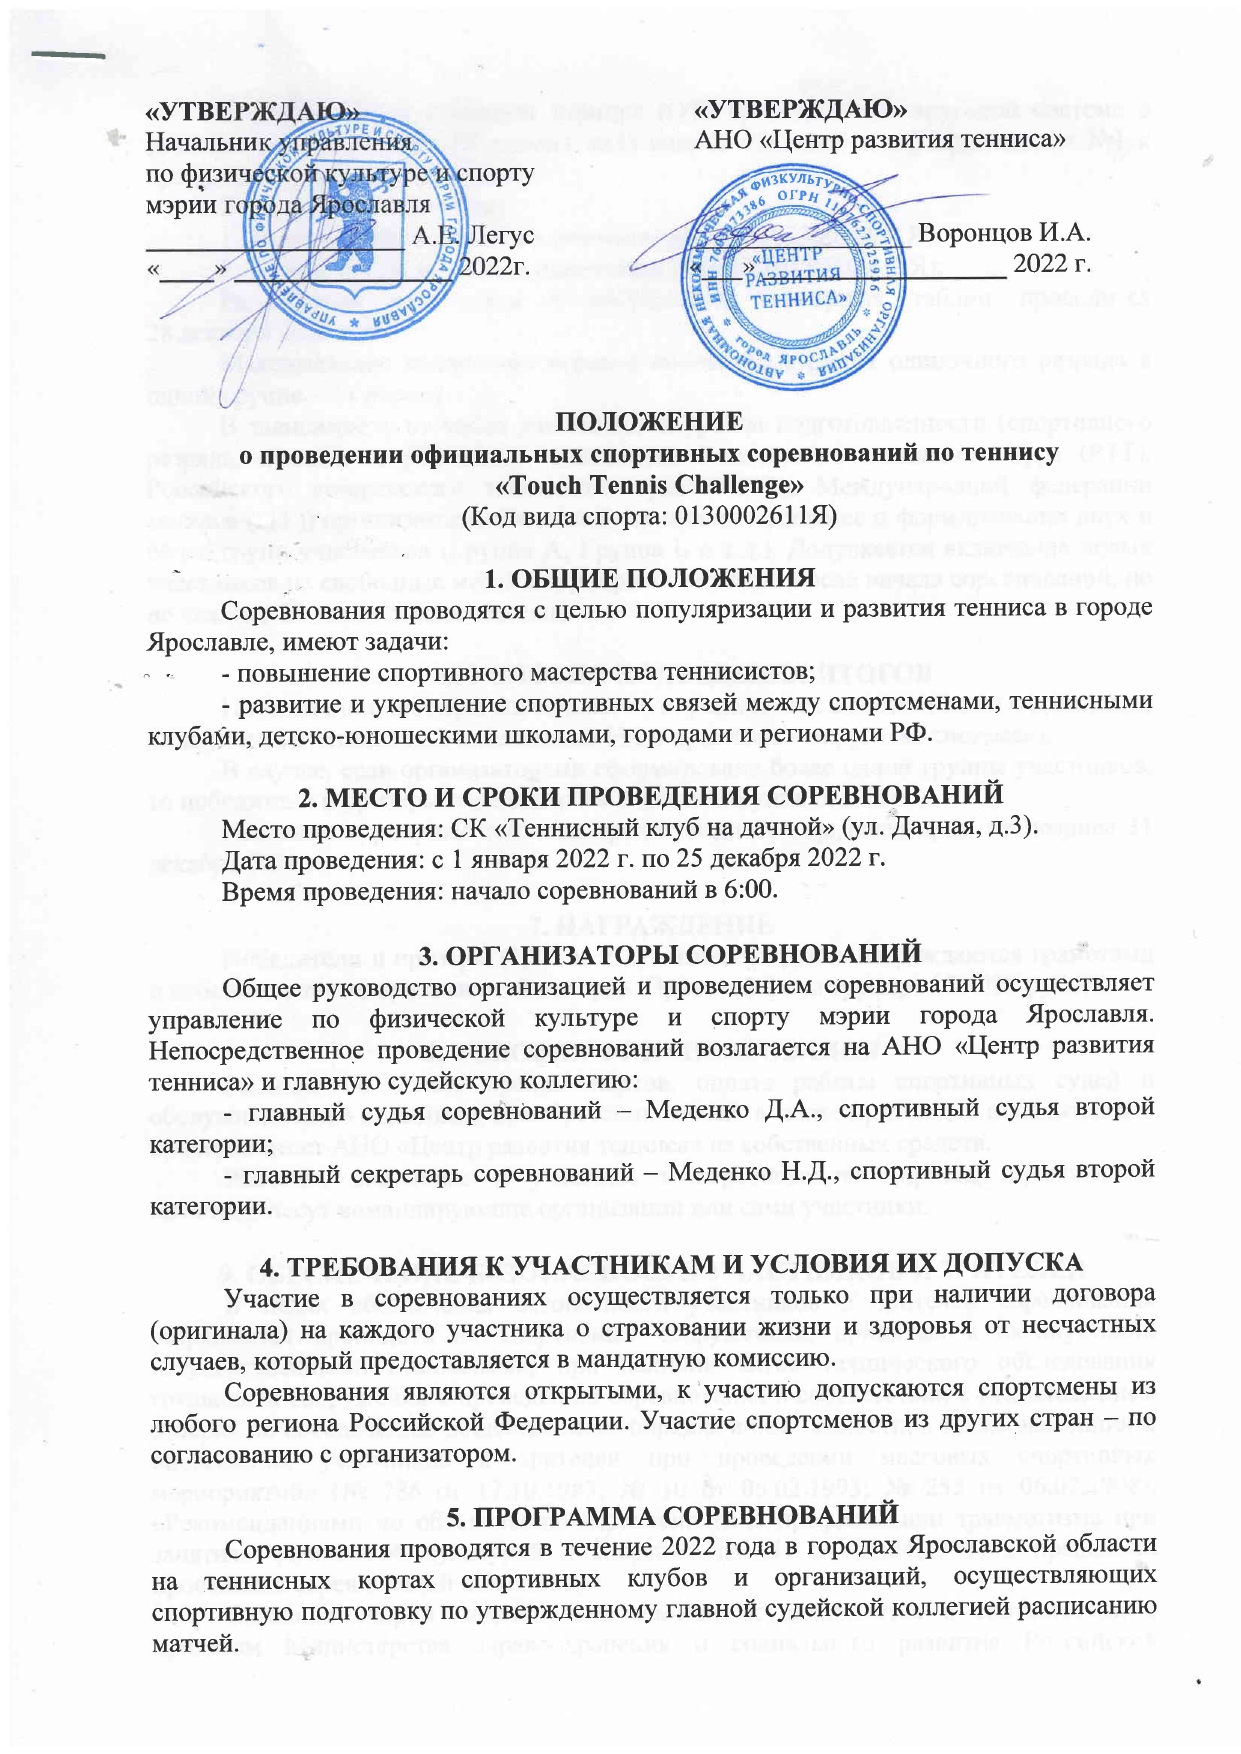 «УТВЕРЖДАЮ»
Начальник управления
по физической культуре и спорту
мэрии города Ярославля
____________________ А.Е. Легус
«____» __________________2022г.
«УТВЕРЖДАЮ»
АНО «Центр развития тенниса»
_________________ Воронцов И.А.
«____»____________________ 2022 г.
«ЦЕНТР
РАЗВИТИЯ
ТЕННИСА»
город ЯРОСЛАВЛЬ
ПОЛОЖЕНИЕ
о проведении официальных спортивных соревнований по теннису
«Touch Tennis Challenge»
(Код вида спорта: 0130002611Я)
1. ОБЩИЕ ПОЛОЖЕНИЯ
Соревнования проводятся с целью популяризации и развития тенниса в городе
Ярославле, имеют задачи:
- повышение спортивного мастерства теннисистов;
- развитие и укрепление спортивных связей между спортсменами, теннисными
клубами, детско-юношескими школами, городами и регионами РФ.
2. МЕСТО И СРОКИ ПРОВЕДЕНИЯ СОРЕВНОВАНИЙ
Место проведения: СК «Теннисный клуб на дачной» (ул. Дачная, д.3).
Дата проведения: с 1 января 2022 г. по 25 декабря 2022 г.
Время проведения: начало соревнований в 6:00.
3. ОРГАНИЗАТОРЫ СОРЕВНОВАНИЙ
Общее руководство организацией и проведением соревнований осуществляет
управление по физической культуре и спорту мэрии города Ярославля.
Непосредственное проведение соревнований возлагается на АНО «Центр развития
тенниса» и главную судейскую коллегию:
- главный судья соревнований – Меденко Д.А., спортивный судья второй
категории;
- главный секретарь соревнований – Меденко Н.Д., спортивный судья второй
категории.
4. ТРЕБОВАНИЯ К УЧАСТНИКАМ И УСЛОВИЯ ИХ ДОПУСКА
Участие в соревнованиях осуществляется только при наличии договора
(оригинала) на каждого участника о страховании жизни и здоровья от несчастных
случаев, который предоставляется в мандатную комиссию.
Соревнования являются открытыми, к участию допускаются спортсмены из
любого региона Российской Федерации. Участие спортсменов из других стран – по
согласованию с организатором.
5. ПРОГРАММА СОРЕВНОВАНИЙ
Соревнования проводятся в течение 2022 года в городах Ярославской области
на теннисных кортах спортивных клубов и организаций, осуществляющих
спортивную подготовку по утвержденному главной судейской коллегией расписанию
матчей.